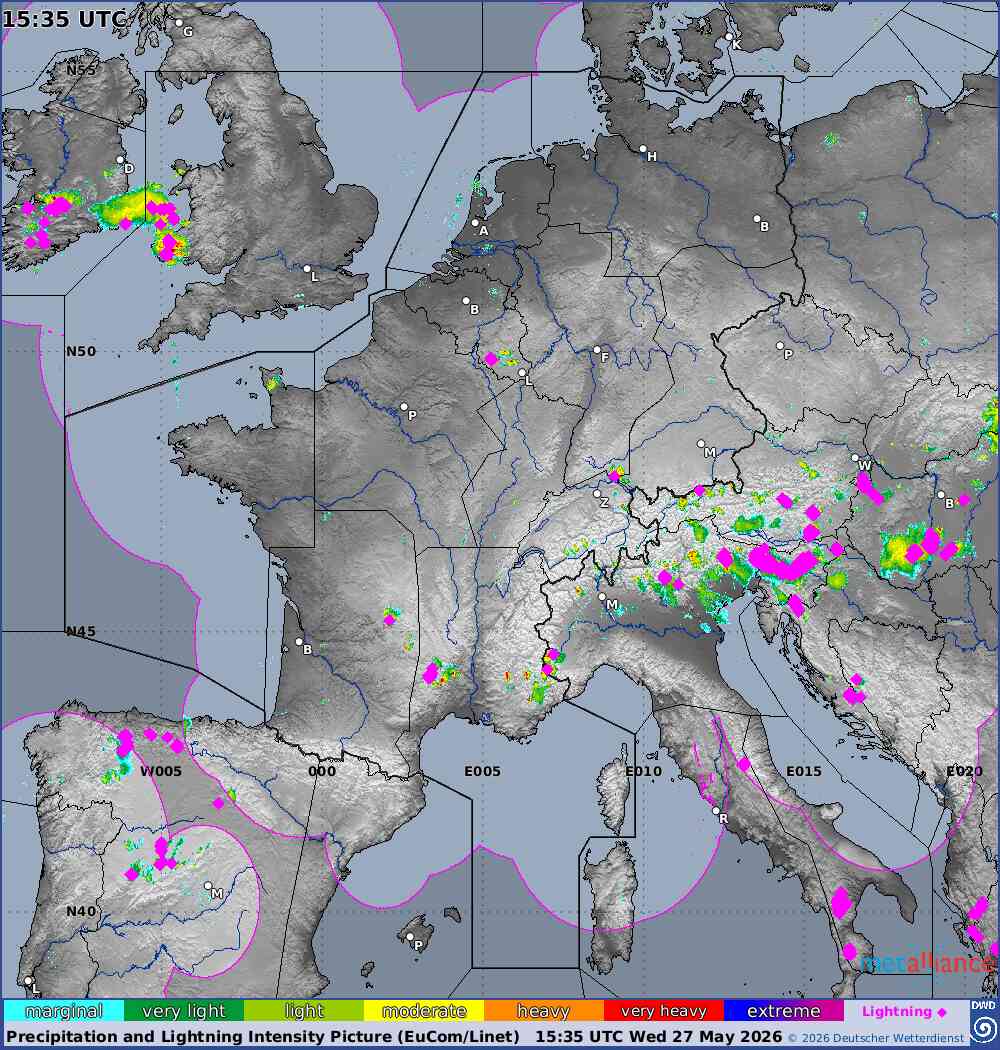 15:35 UTC
G
K
N55
D
H
B
A
L
B
N50
F
P
L
P
M
W
Z
B
M
N45
B
W005
000
E005
E010
E015
E020
R
M
N40
P
L
metalliance
marginal
very light
light
moderate
heavy
very heavy
extreme
Lightning
DWD
Precipitation and Lightning Intensity Picture (EuCom/Linet) 15:35 UTC Wed 27 May 2026 © 2026 Deutscher Wetterdienst